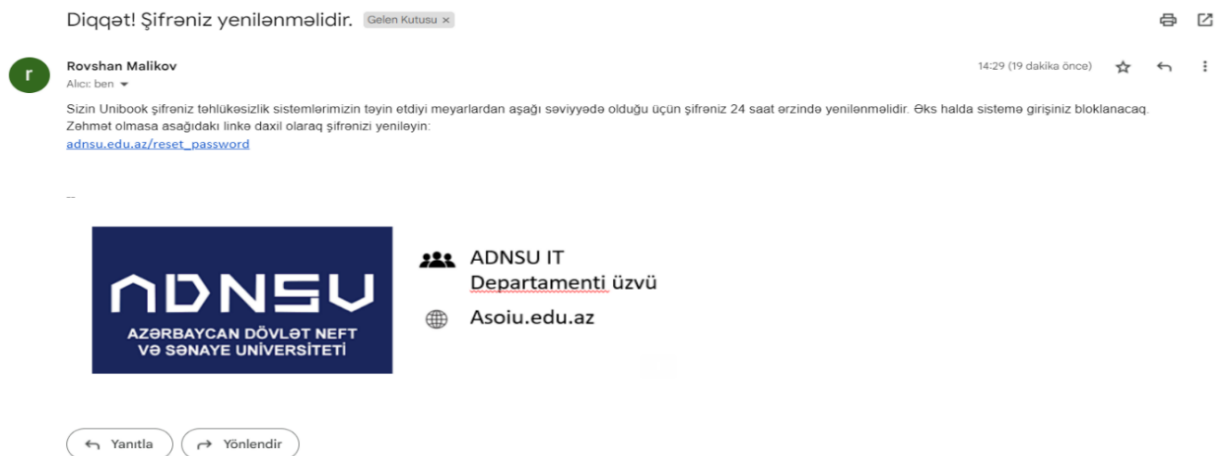 Diqqət! Şifrəniz yenilənməlidir. Gelen Kutusu ×
r
Rovshan Malikov 14:29 (19 dakika önce)
Alıcı: ben
Sizin Unibook şifrəniz təhlükəsizlik sistemlərimizin təyin etdiyi meyarlardan aşağı səviyyədə olduğu üçün şifrəniz 24 saat ərzində yenilənməlidir. Əks halda sistemə girişiniz bloklanacaq.
Zəhmət olmasa asağıdakı linkə daxil olaraq şifrənizi yeniləyin:
adnsu.edu.az/reset_password
--
ADNSU
AZƏRBAYCAN DÖVLƏT NEFT
VƏ SƏNAYE UNİVERSİTETİ
ADNSU IT
Departamenti üzvü
Asoiu.edu.az
Yanıtla Yönlendir